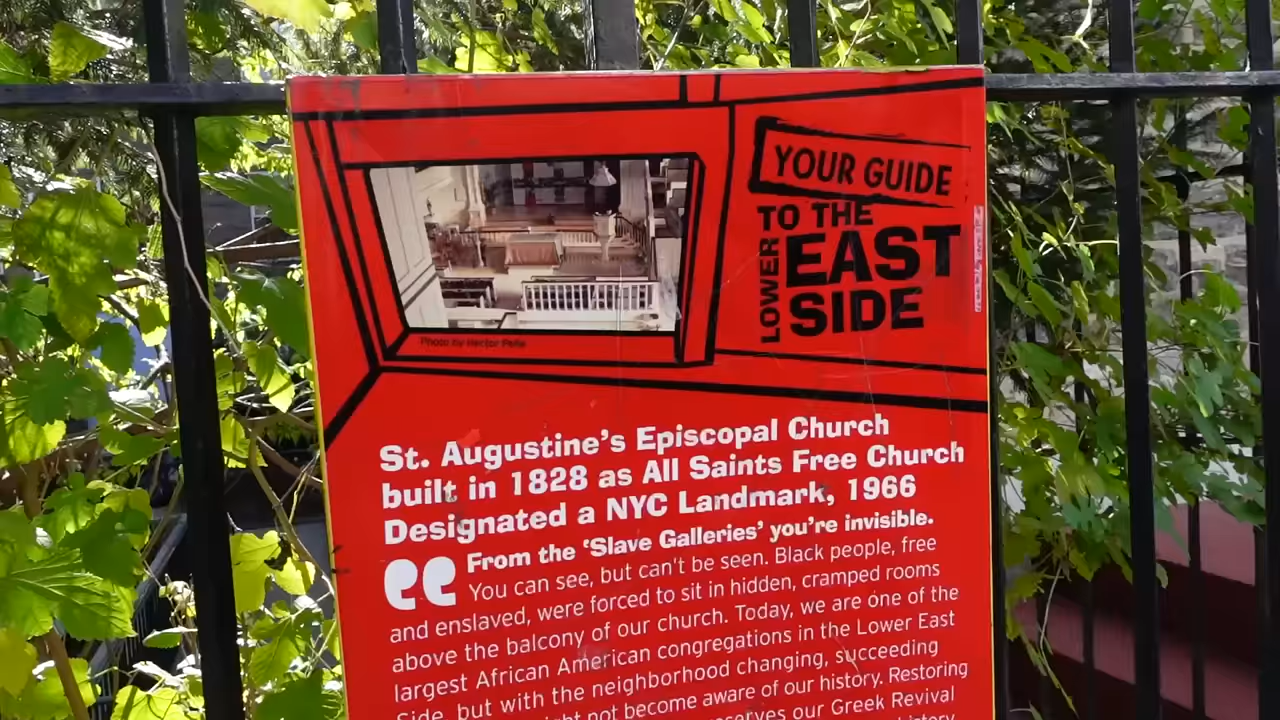 YOUR GUIDE
TO THE
LOWER
EAST
SIDE
Photo by Hector Peña
St. Augustine's Episcopal Church
built in 1828 as All Saints Free Church
Designated a NYC Landmark, 1966
“From the ‘Slave Galleries’ you're invisible.
You can see, but can't be seen. Black people, free
and enslaved, were forced to sit in hidden, cramped rooms
above the balcony of our church. Today, we are one of the
largest African American congregations in the Lower East
Side, but with the neighborhood changing, succeeding
not become aware of our history. Restoring
our Greek Revival
history